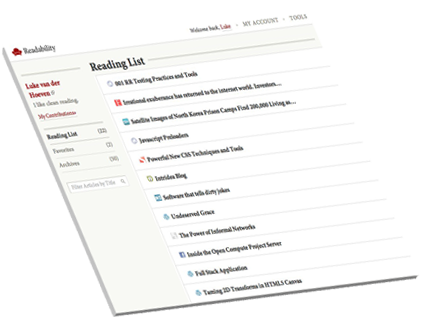 Readability
Welcome back, Luke
MY ACCOUNT
TOOLS
Luke van der
Hoeven
I like clean reading.
My Contributions
Reading List (22)
Favorites (2)
Archives
Filter Articles by Title
Reading List
RR Testing Practices and Tools
Irrational exuberance has returned to the internet world. Investors...
Satellite Images of North Korea Prison Camps Find 200,000 Living as...
Javascript Preloaders
Powerful New CSS Techniques and Tools
Intridea Blog
Software that tells dirty jokes
Undeserved Grace
The Power of Informal Networks
Inside the Open Compute Project Server
Full Stack Application
Taming 2D Transforms in HTML5 Canvas